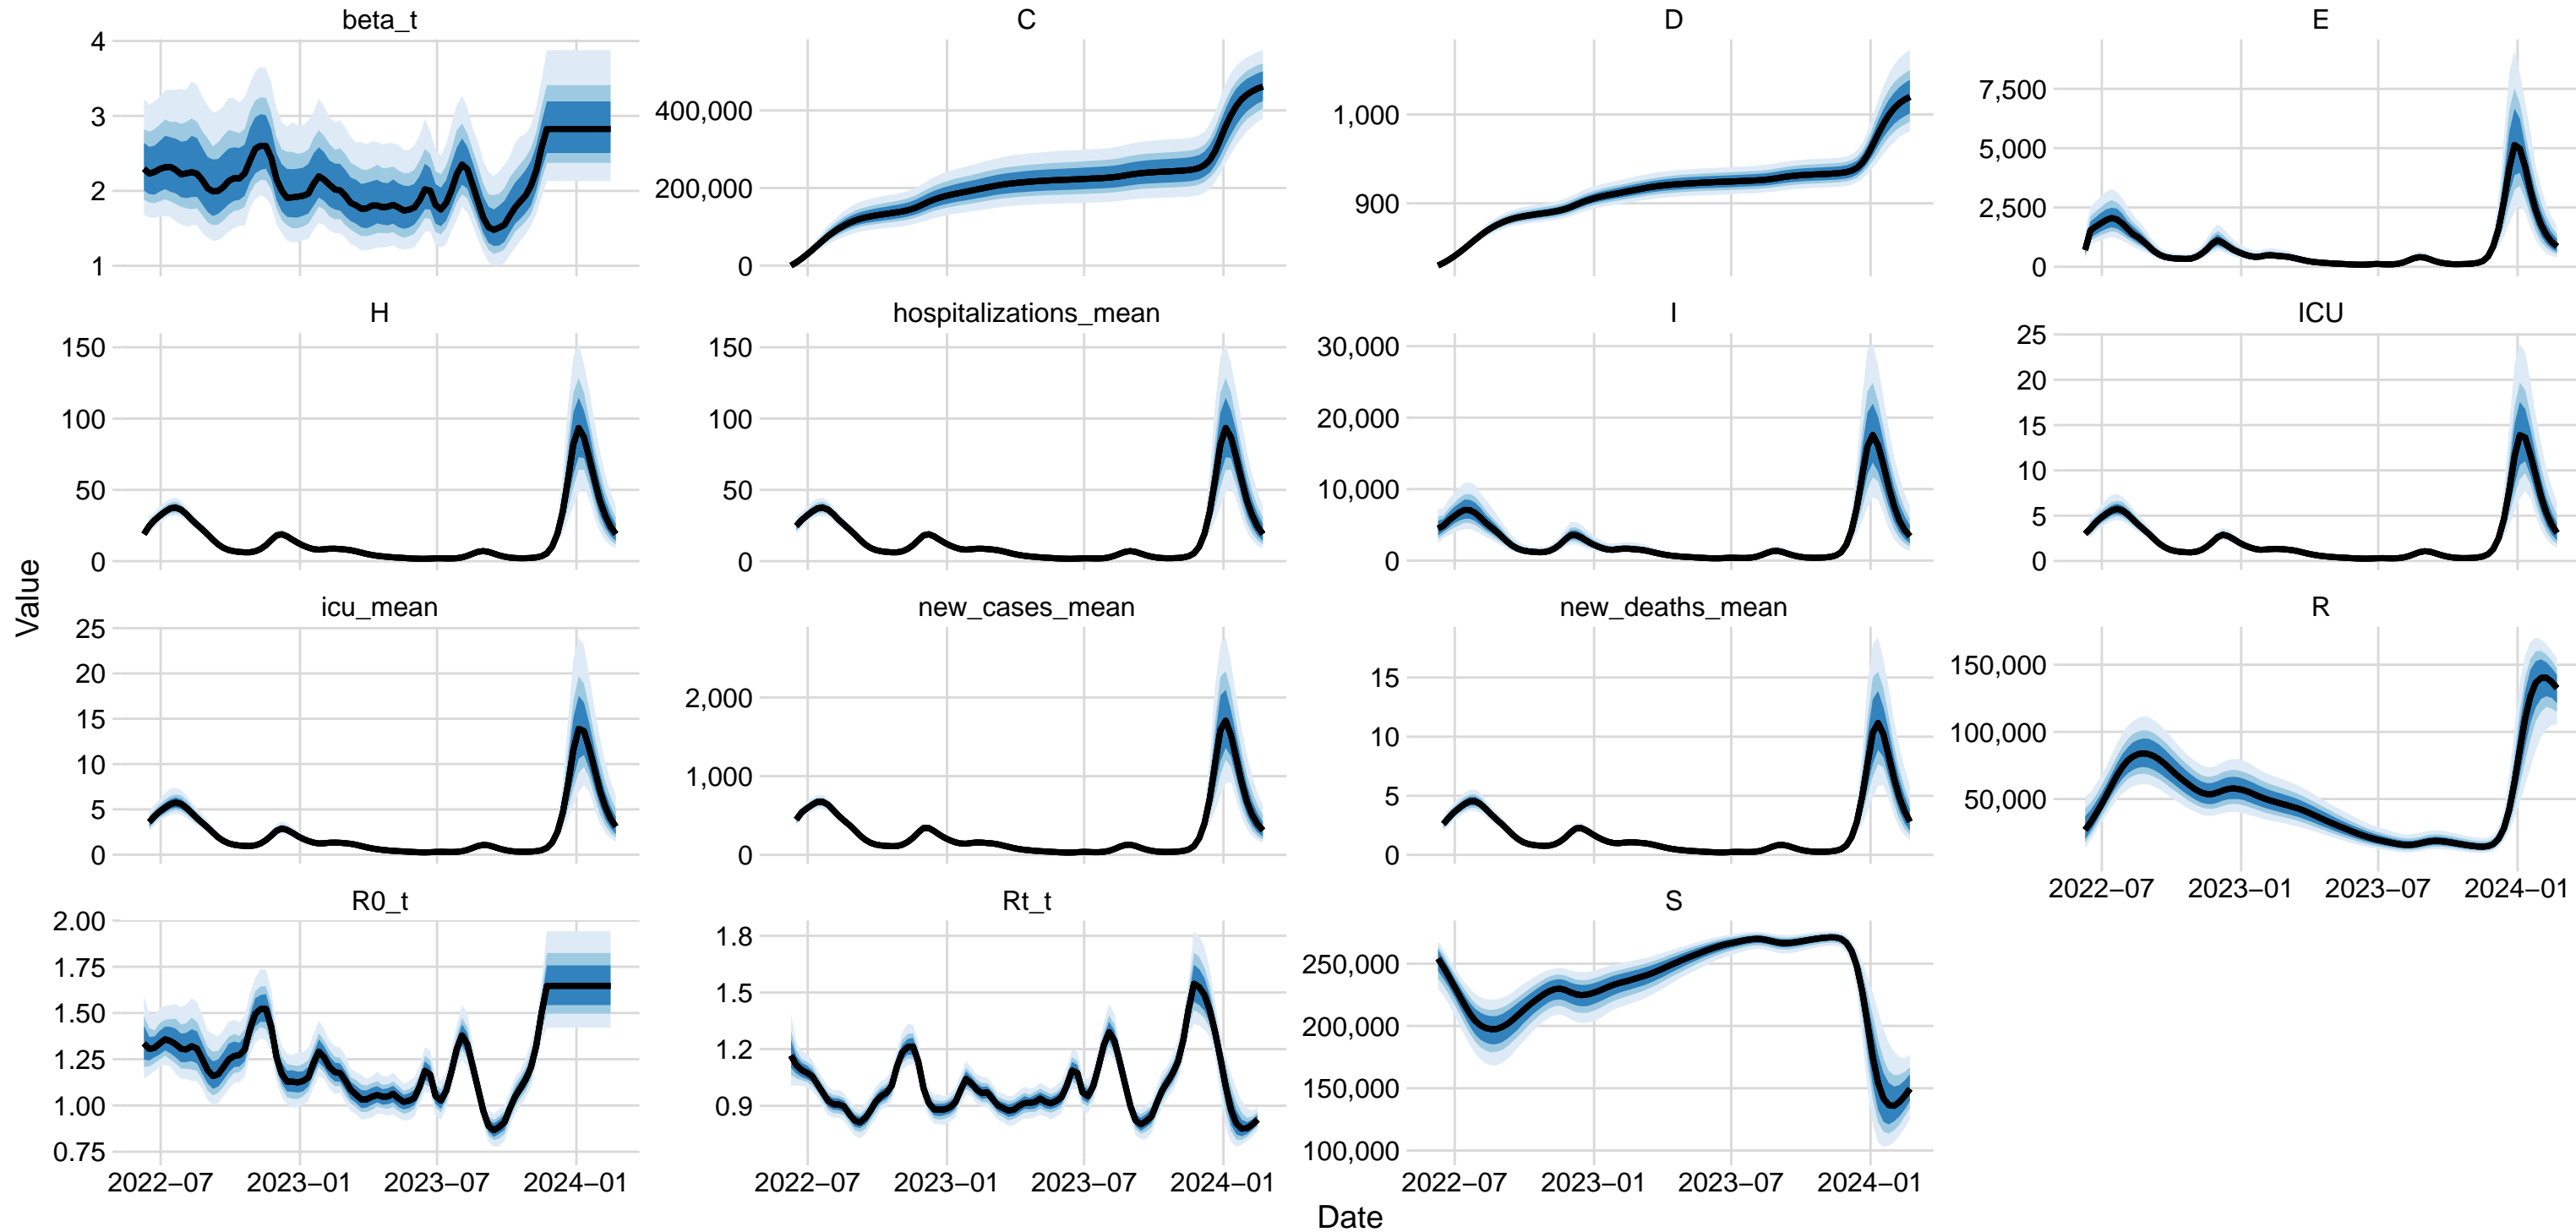 beta_t
4
3
2
1
C
400,000
200,000
0
D
1,000
900
E
7,500
5,000
2,500
0
H
150
100
50
0
hospitalizations_mean
150
100
50
0
I
30,000
20,000
10,000
0
ICU
25
20
15
10
5
0
Value
icu_mean
25
20
15
10
5
0
new_cases_mean
2,000
1,000
0
new_deaths_mean
15
10
5
0
R
150,000
100,000
50,000
2022–07 2023–01 2023–07 2024–01
R0_t
2.00
1.75
1.50
1.25
1.00
0.75
2022–07 2023–01 2023–07 2024–01
Rt_t
1.8
1.5
1.2
0.9
2022–07 2023–01 2023–07 2024–01
S
250,000
200,000
150,000
100,000
2022–07 2023–01 2023–07 2024–01
Date